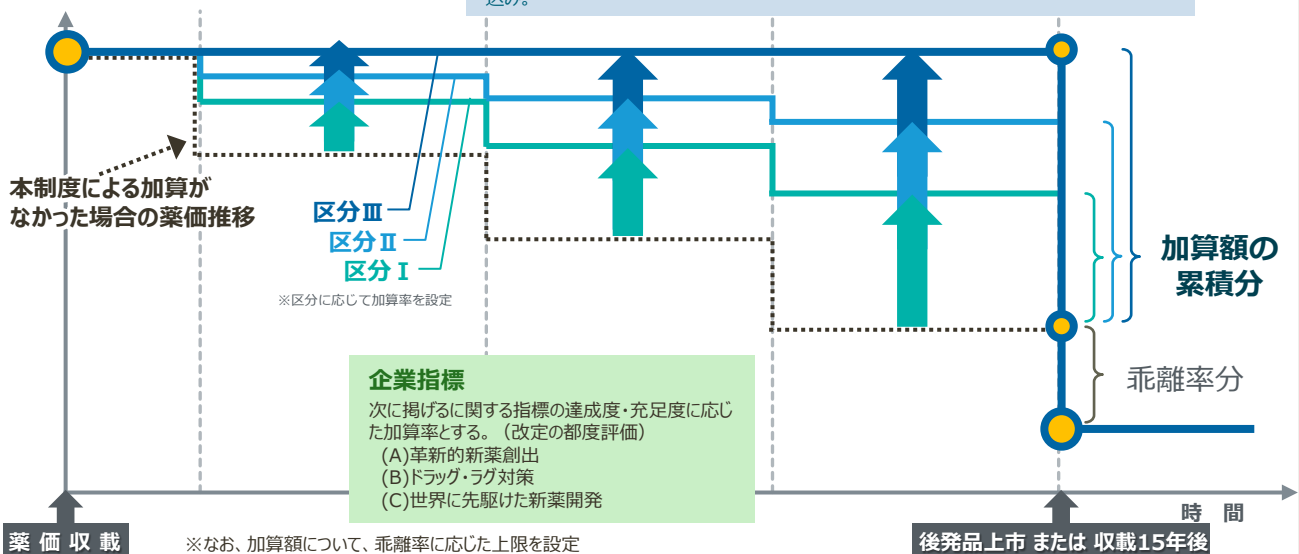 込み。
本制度による加算が
なかった場合の薬価推移
区分Ⅲ
区分Ⅱ
区分Ⅰ
※区分に応じて加算率を設定
加算額の
累積分
乖離率分
企業指標
次に掲げるに関する指標の達成度・充足度に応じ
た加算率とする。（改定の都度評価）
(A)革新的新薬創出
(B)ドラッグ・ラグ対策
(C)世界に先駆けた新薬開発
時 間
薬 価 収 載
※なお、加算額について、乖離率に応じた上限を設定
後発品上市 または 収載15年後